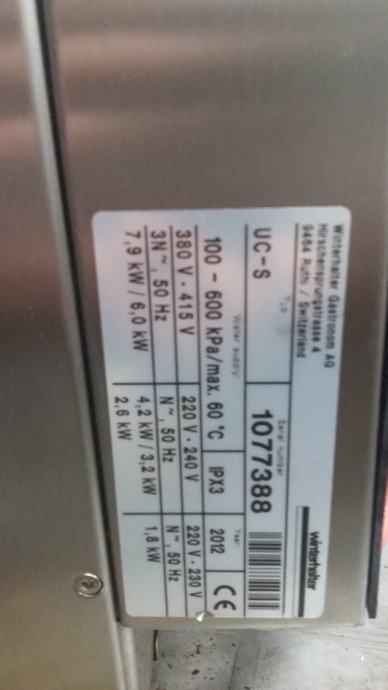 Winterhalter Gastronom AG
Hirschensprungstrasse 4
9464 Rüthi / Switzerland
winterhalter
Typ
UC-S
Serial number
1077388
Water supply:
100 - 600 kPa/max. 60 °C
IPX3
Year:
2012
CE
380 V - 415 V
3N~, 50 Hz
7,9 kW / 6,0 kW
220 V - 240 V
N~, 50 Hz
4,2 kW / 3,2 kW
2,6 kW
220 V - 230 V
N~, 50 Hz
1,8 kW